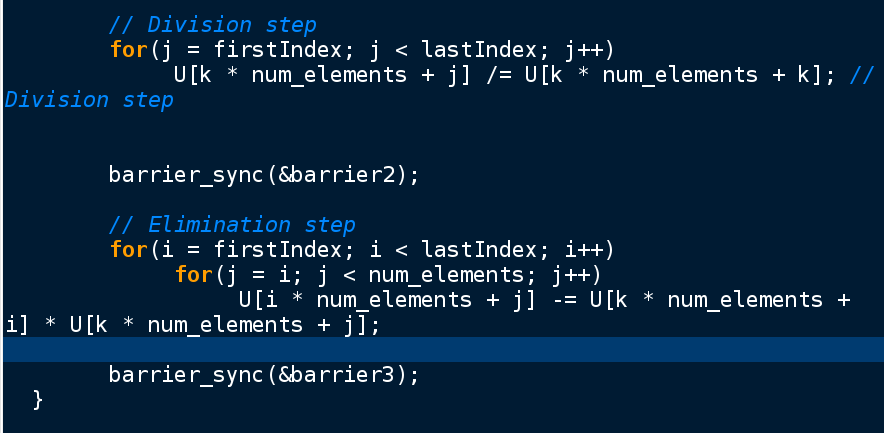 // Division step
for(j = firstIndex; j < lastIndex; j++)
U[k * num_elements + j] /= U[k * num_elements + k]; //
Division step
barrier_sync(&barrier2);
// Elimination step
for(i = firstIndex; i < lastIndex; i++)
for(j = i; j < num_elements; j++)
U[i * num_elements + j] -= U[k * num_elements +
i] * U[k * num_elements + j];
barrier_sync(&barrier3);
}